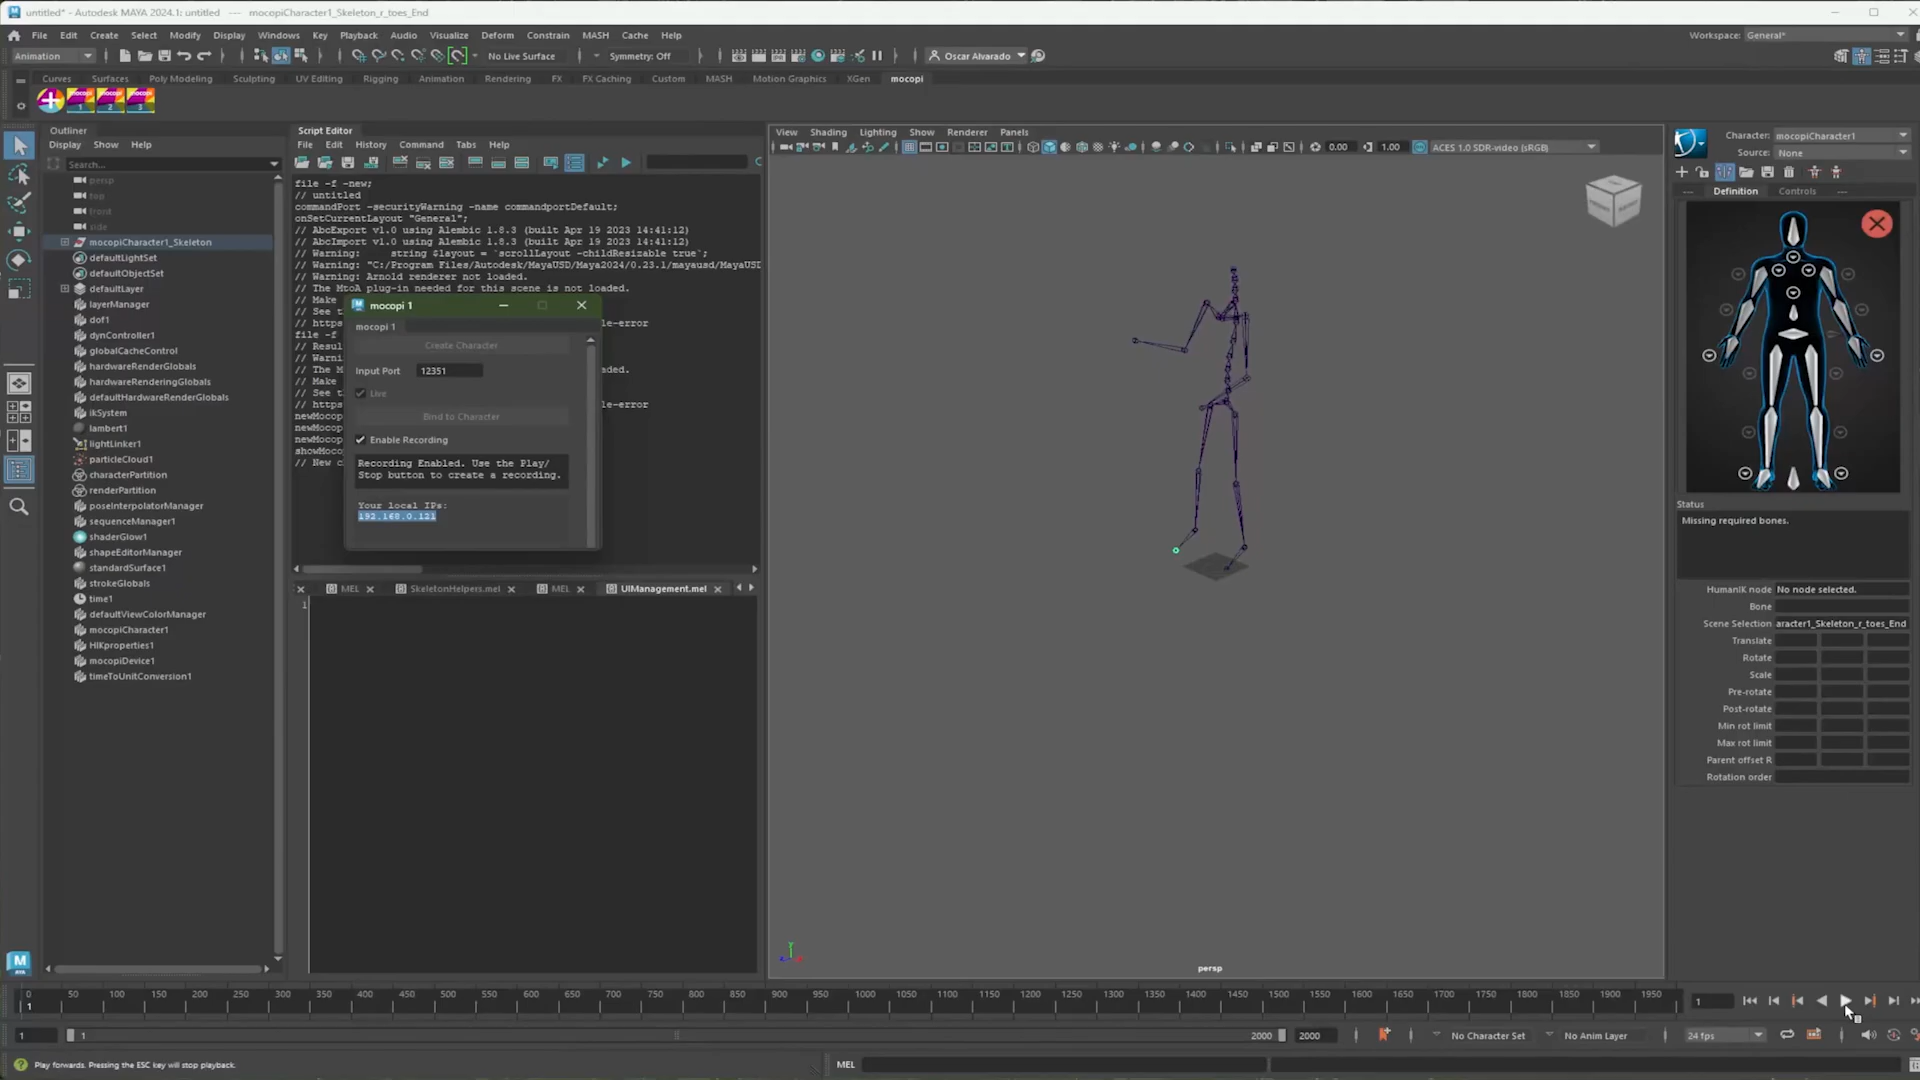 untitled* - Autodesk MAYA 2024.1: untitled --- mocopiCharacter1_Skeleton_r_toes_End
File Edit Create Select Modify Display Windows Key Playback Audio Visualize Deform Constrain MASH Cache Help
Workspace: General*
Animation
No Live Surface
Symmetry: Off
Oscar Alvarado
Curves Surfaces Poly Modeling Sculpting UV Editing Rigging Animation Rendering FX FX Caching Custom MASH Motion Graphics XGen mocopi
mocopi 1
mocopi 2
mocopi 3
Outliner
Display Show Help
Search...
persp
top
front
side
mocopiCharacter1_Skeleton
defaultLightSet
defaultObjectSet
defaultLayer
layerManager
dof1
dynController1
globalCacheControl
hardwareRenderGlobals
hardwareRenderingGlobals
defaultHardwareRenderGlobals
ikSystem
lambert1
lightLinker1
particleCloud1
characterPartition
renderPartition
poseInterpolatorManager
sequenceManager1
shaderGlow1
shapeEditorManager
standardSurface1
strokeGlobals
time1
defaultViewColorManager
mocopiCharacter1
HIKproperties1
mocopiDevice1
timeToUnitConversion1
Script Editor
File Edit History Command Tabs Help
file -f -new;
// untitled
commandPort -securityWarning -name commandportDefault;
onSetCurrentLayout "General";
// AbcExport v1.0 using Alembic 1.8.3 (built Apr 19 2023 14:41:12)
// AbcImport v1.0 using Alembic 1.8.3 (built Apr 19 2023 14:41:12)
// Warning: string $layout = `scrollLayout -childResizable true`;
// Warning: "C:/Program Files/Autodesk/MayaUSD/Maya2024/0.23.1/mayausd/MayaUSD
// Warning: Arnold renderer not loaded.
// The MtoA plug-in needed for this scene is not loaded.
// Make
// See t
// https le-error
file -f
// Resul
// Warni
// The M aded.
// Make
// See t
// https le-error
newMocop
newMocop
newMocop
showMoco
// New c
mocopi 1
mocopi 1
Create Character
Input Port 12351
Live
Bind to Character
Enable Recording
Recording Enabled. Use the Play/
Stop button to create a recording.
Your local IPs:
192.168.0.121
MEL SkeletonHelpers.mel MEL UIManagement.mel
1
View Shading Lighting Show Renderer Panels
0.00 1.00 ACES 1.0 SDR-video (sRGB)
persp
Character: mocopiCharacter1
Source: None
Definition Controls
Status
Missing required bones.
HumanIK node No node selected.
Bone
Scene Selection aracter1_Skeleton_r_toes_End
Translate
Rotate
Scale
Pre-rotate
Post-rotate
Min rot limit
Max rot limit
Parent offset R
Rotation order
0 50 100 150 200 250 300 350 400 450 500 550 600 650 700 750 800 850 900 950 1000 1050 1100 1150 1200 1250 1300 1350 1400 1450 1500 1550 1600 1650 1700 1750 1800 1850 1900 1950
1
1
1 1 2000 2000 No Character Set No Anim Layer 24 fps
M
MAYA
Play forwards. Pressing the ESC key will stop playback.
MEL